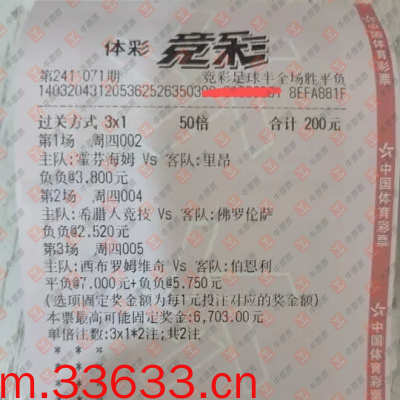 体彩 竞彩
第2411071期 竞彩足球半全场胜平负
140320431205362526350300 8EFA881F
过关方式 3x1 50倍 合计 200元
第1场 周四002
主队:霍芬海姆 Vs 客队:里昂
负负@3.800元
第2场 周四004
主队:希腊人竞技 Vs 客队:佛罗伦萨
负负@2.520元
第3场 周四005
主队:西布罗姆维奇 Vs 客队:伯恩利
平负@7.000元+负负@5.750元
(选项固定奖金额为每1元投注对应的奖金额)
本票最高可能固定奖金:6,703.00元
单倍注数:3x1*2注;共2注
* * *
m.33633.cn
中国体育彩票
中国体育彩票